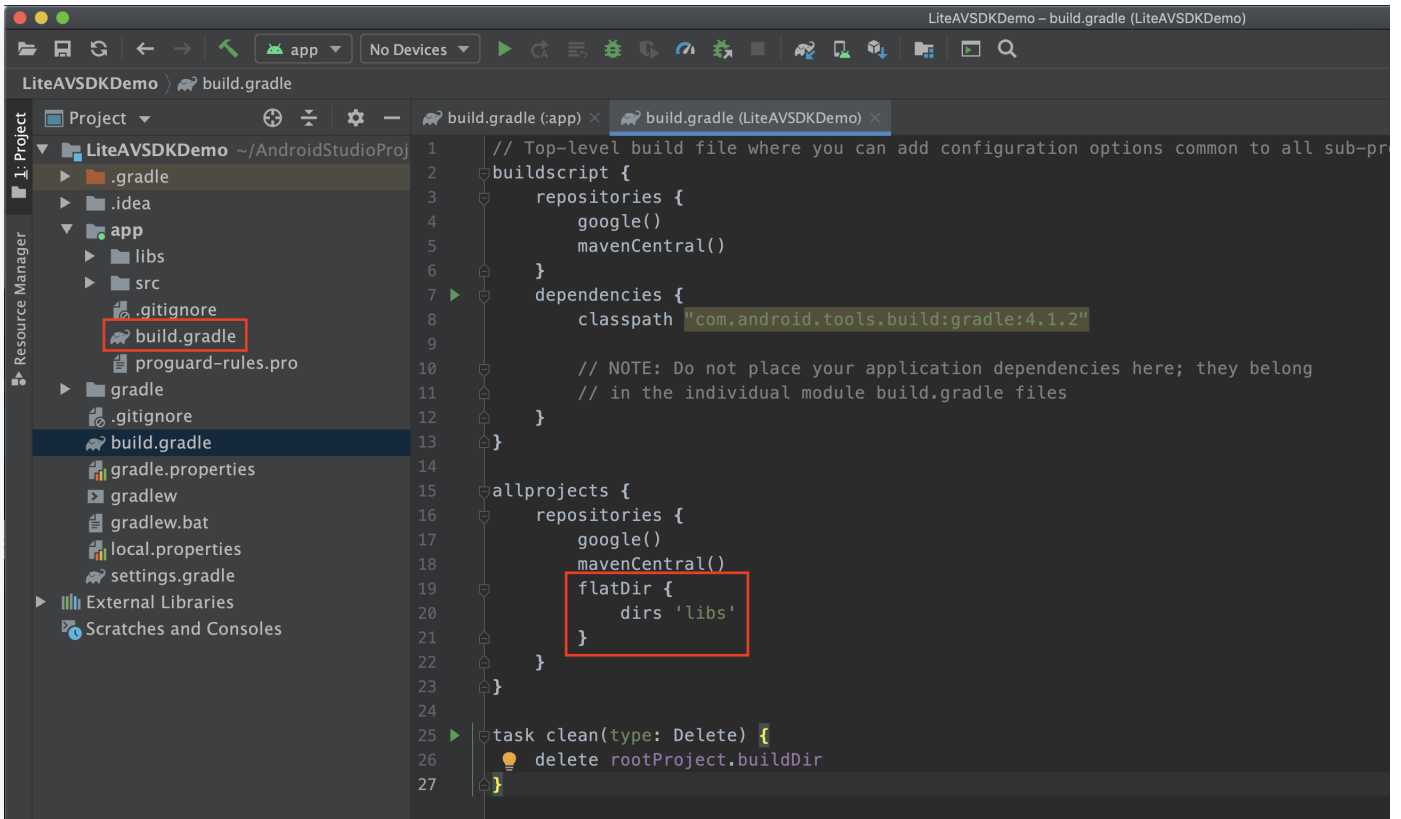 LiteAVSDKDemo – build.gradle (LiteAVSDKDemo)
app
No Devices
LiteAVSDKDemo
build.gradle
1: Project
Resource Manager
Project
LiteAVSDKDemo ~/AndroidStudioProj
.gradle
.idea
app
libs
src
.gitignore
build.gradle
proguard-rules.pro
gradle
.gitignore
build.gradle
gradle.properties
gradlew
gradlew.bat
local.properties
settings.gradle
External Libraries
Scratches and Consoles
build.gradle (:app)
build.gradle (LiteAVSDKDemo)
1 // Top-level build file where you can add configuration options common to all sub-pr
2 buildscript {
3 repositories {
4 google()
5 mavenCentral()
6 }
7 dependencies {
8 classpath "com.android.tools.build:gradle:4.1.2"
9
10 // NOTE: Do not place your application dependencies here; they belong
11 // in the individual module build.gradle files
12 }
13 }
14
15 allprojects {
16 repositories {
17 google()
18 mavenCentral()
19 flatDir {
20 dirs 'libs'
21 }
22 }
23 }
24
25 task clean(type: Delete) {
26 delete rootProject.buildDir
27 }